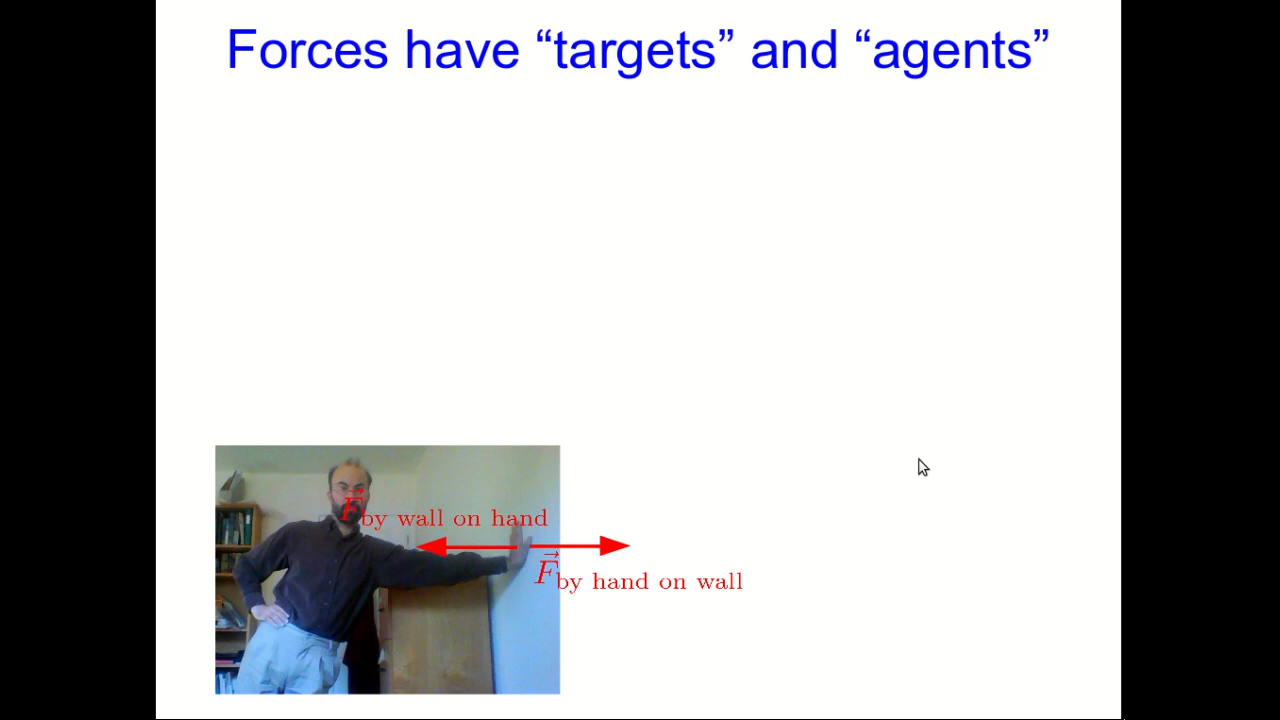 Forces have “targets” and “agents”
F⃗by wall on hand
F⃗by hand on wall